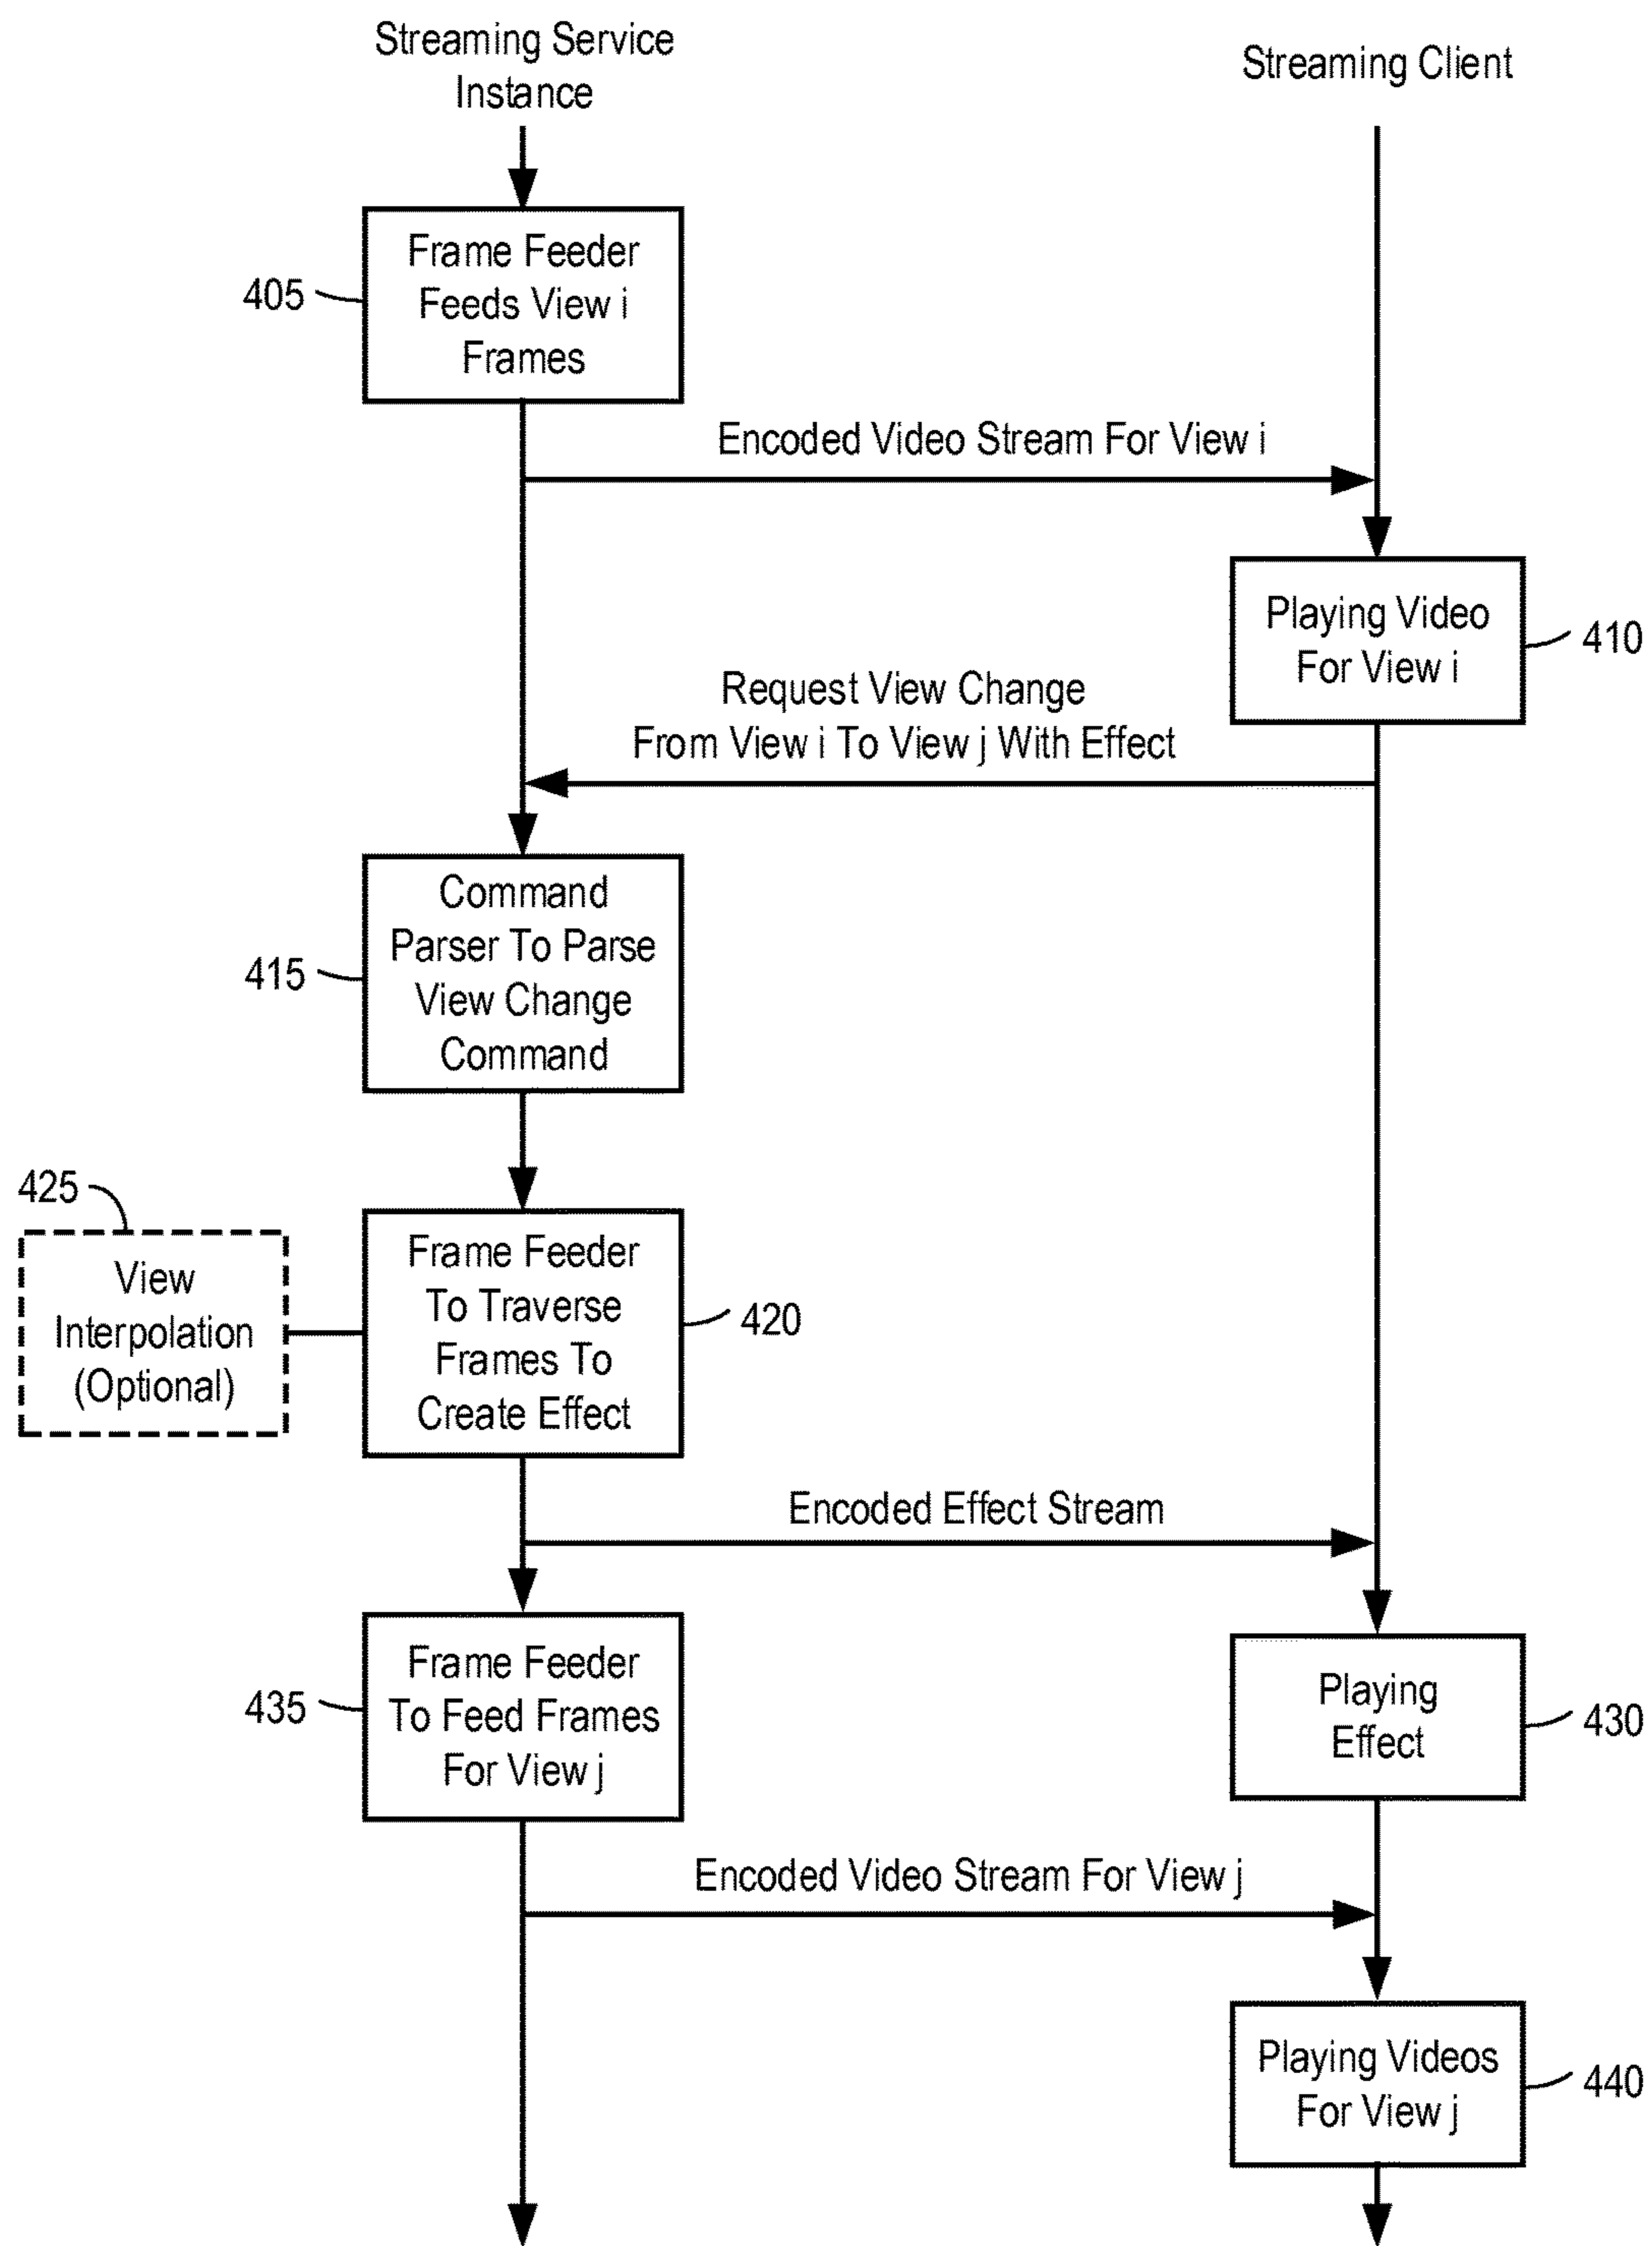 Streaming Service
Instance
Streaming Client
Frame Feeder
Feeds View i
Frames
405
Encoded Video Stream For View i
Playing Video
For View i
410
Request View Change
From View i To View j With Effect
Command
Parser To Parse
View Change
Command
415
425
View
Interpolation
(Optional)
Frame Feeder
To Traverse
Frames To
Create Effect
420
Encoded Effect Stream
Frame Feeder
To Feed Frames
For View j
435
Playing
Effect
430
Encoded Video Stream For View j
Playing Videos
For View j
440